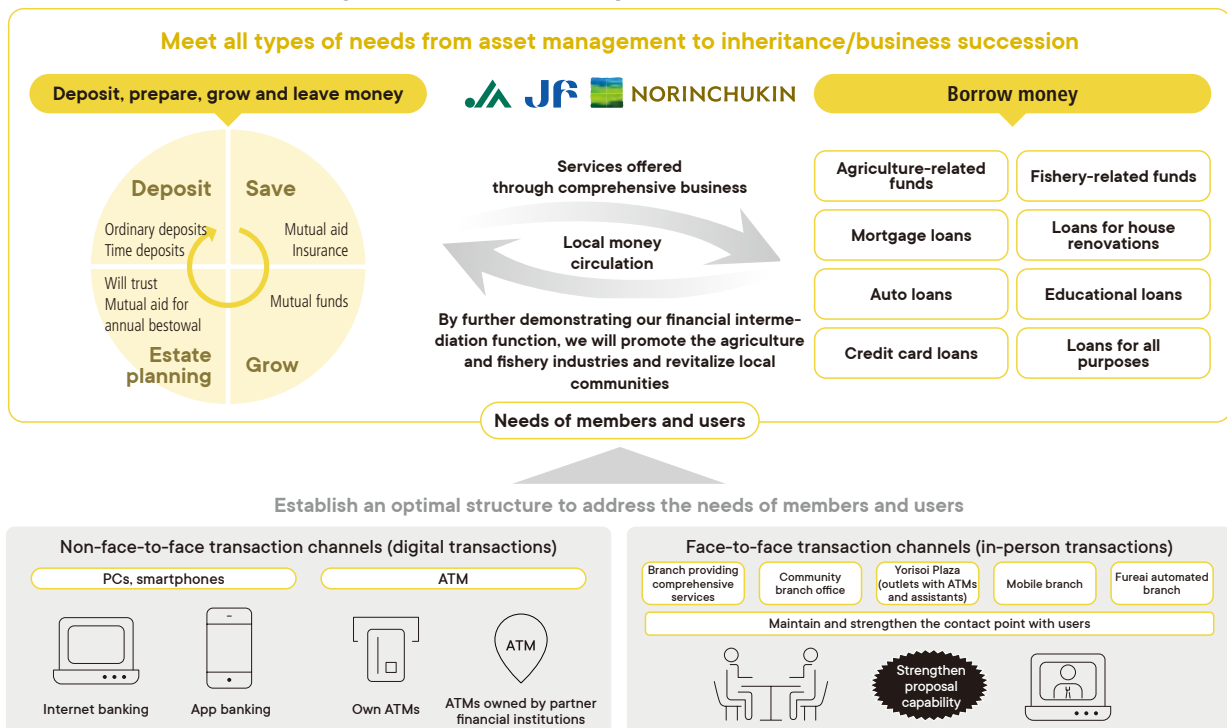 Meet all types of needs from asset management to inheritance/business succession
Deposit, prepare, grow and leave money
JA JF NORINCHUKIN
Borrow money
Deposit
Ordinary deposits
Time deposits
Save
Mutual aid
Insurance
Will trust
Mutual aid for
annual bestowal
Estate
planning
Mutual funds
Grow
Services offered
through comprehensive business
Local money
circulation
By further demonstrating our financial interme-
diation function, we will promote the agriculture
and fishery industries and revitalize local
communities
Agriculture-related
funds
Fishery-related funds
Mortgage loans
Loans for house
renovations
Auto loans
Educational loans
Credit card loans
Loans for all
purposes
Needs of members and users
Establish an optimal structure to address the needs of members and users
Non-face-to-face transaction channels (digital transactions)
PCs, smartphones
ATM
Internet banking
App banking
Own ATMs
ATM
ATMs owned by partner
financial institutions
Face-to-face transaction channels (in-person transactions)
Branch providing
comprehensive
services
Community
branch office
Yorisoi Plaza
(outlets with ATMs
and assistants)
Mobile branch
Fureai automated
branch
Maintain and strengthen the contact point with users
Strengthen
proposal
capability